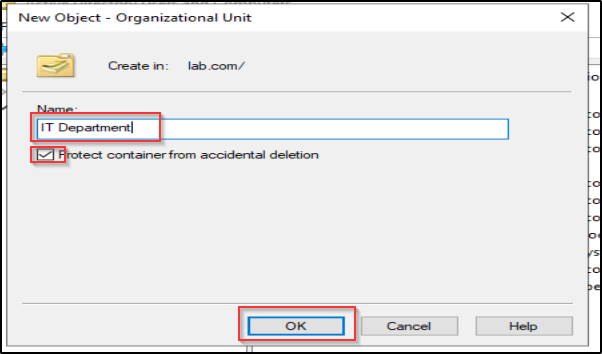 New Object - Organizational Unit
Create in: lab.com/
Name:
IT Department
Protect container from accidental deletion
OK Cancel Help